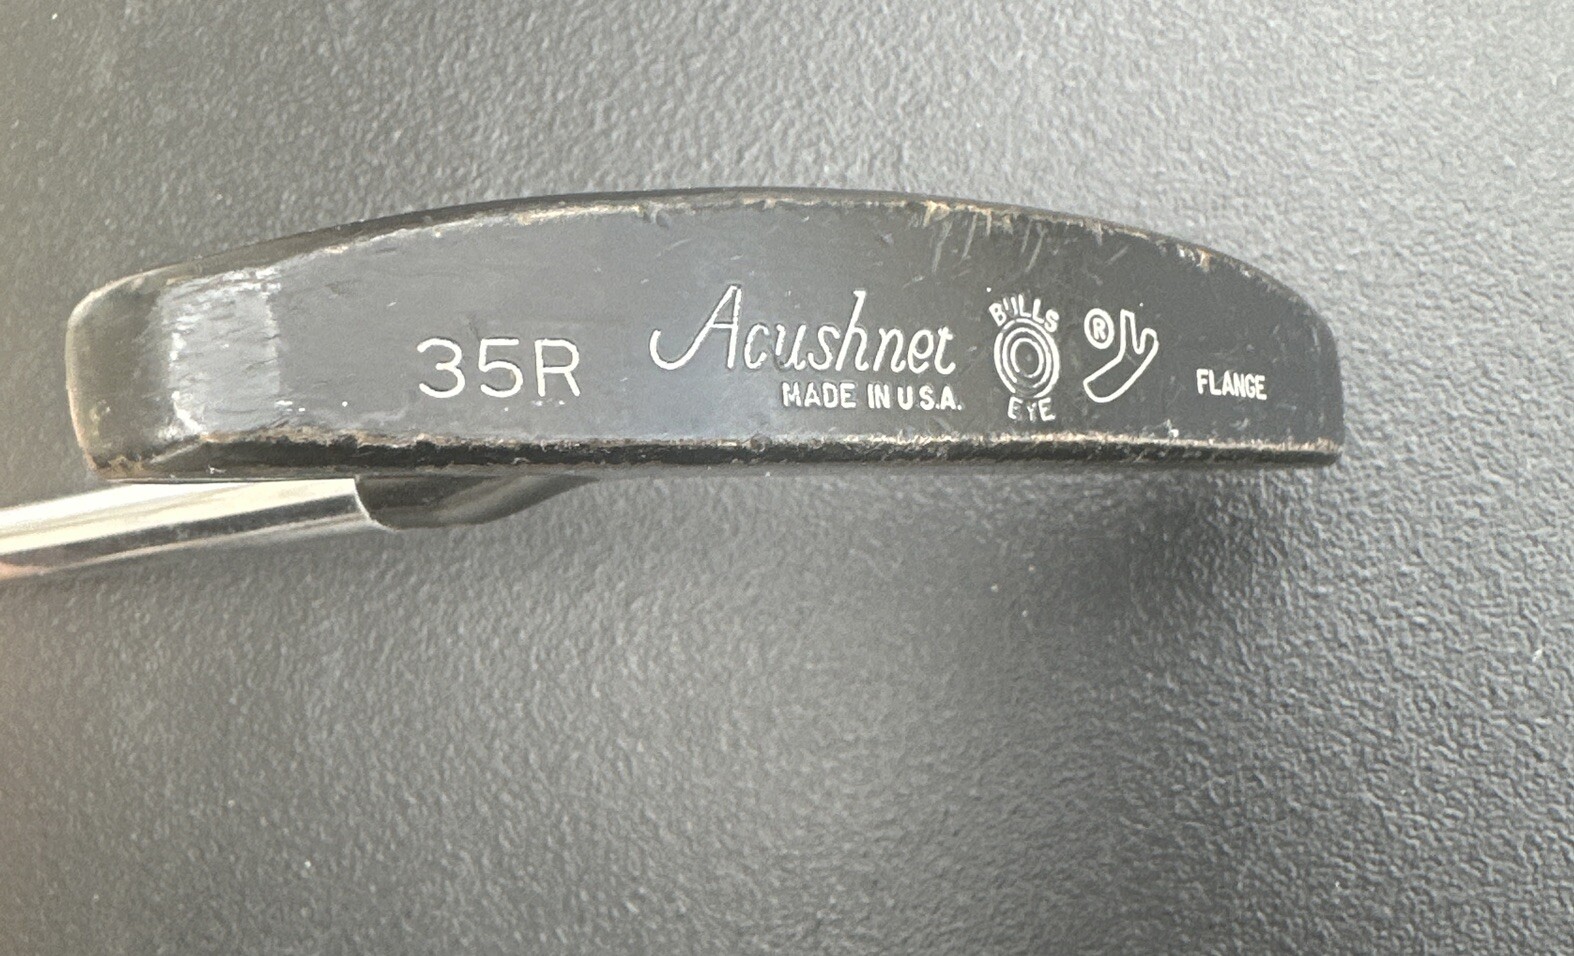 35R
Acushnet
MADE IN U.S.A.
BULLS
EYE
®
FLANGE